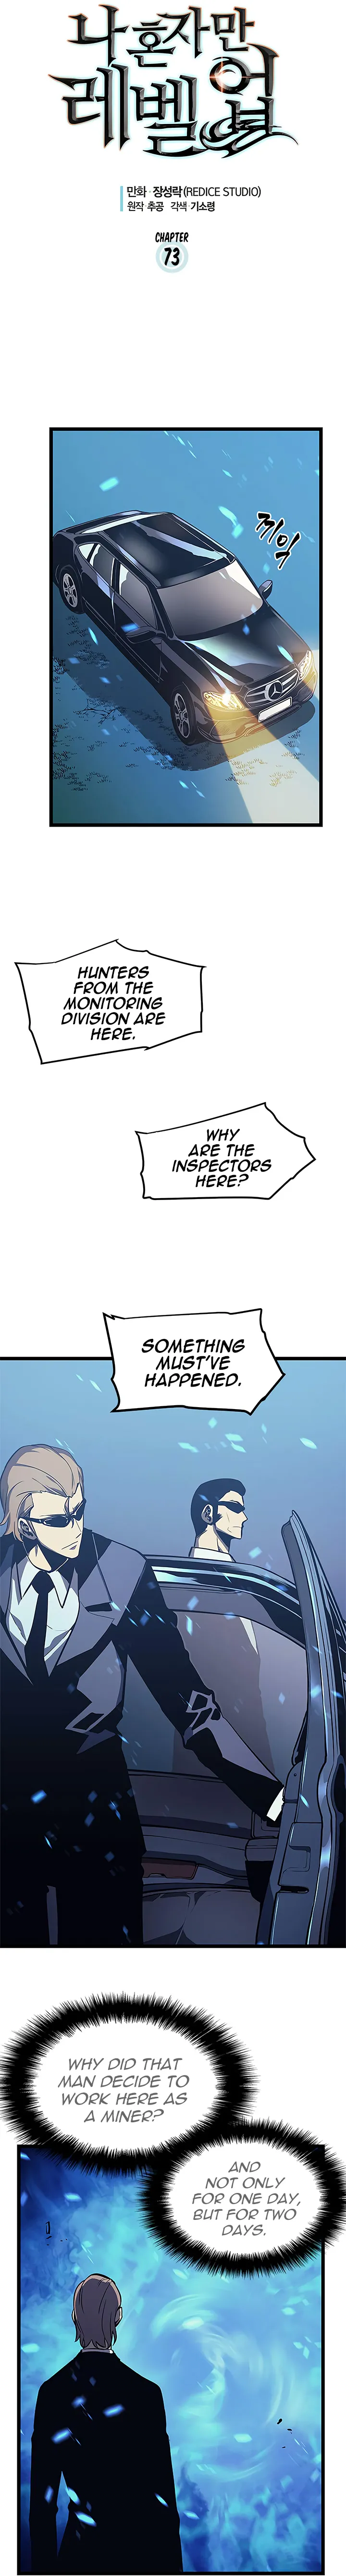 나 혼자만
레벨업
만화·장성락(REDICE STUDIO)
원작·추공 각색·기소령
CHAPTER
73
끼익
HUNTERS
FROM THE
MONITORING
DIVISION ARE
HERE.
WHY
ARE THE
INSPECTORS
HERE?
SOMETHING
MUST'VE
HAPPENED.
WHY DID THAT
MAN DECIDE TO
WORK HERE AS
A MINER?
AND
NOT ONLY
FOR ONE DAY,
BUT FOR TWO
DAYS.